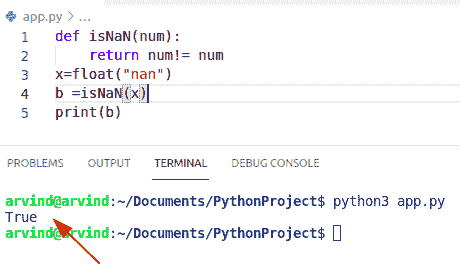 app.py > ...
1 def isNaN(num):
2     return num!= num
3 x=float("nan")
4 b =isNaN(x)
5 print(b)
PROBLEMS OUTPUT TERMINAL DEBUG CONSOLE
arvind@arvind:~/Documents/PythonProject$ python3 app.py
True
arvind@arvind:~/Documents/PythonProject$